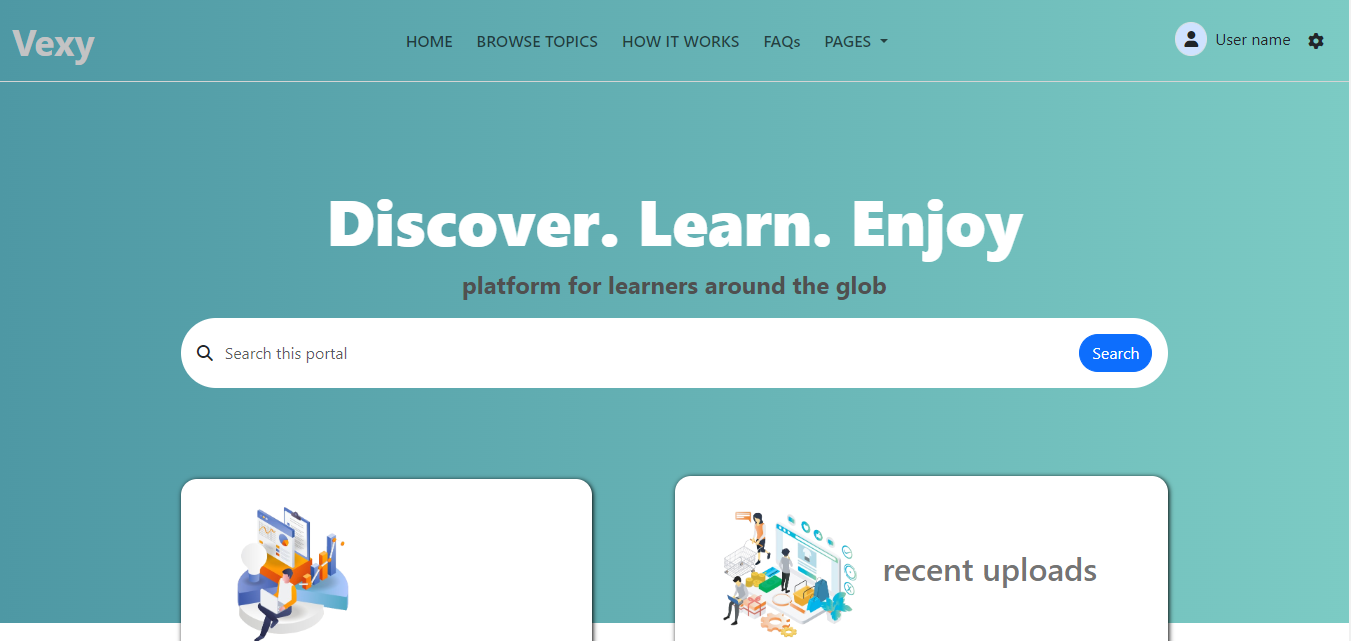 Vexy
HOME BROWSE TOPICS HOW IT WORKS FAQs PAGES
User name
Discover. Learn. Enjoy
platform for learners around the glob
Search this portal
Search
recent uploads